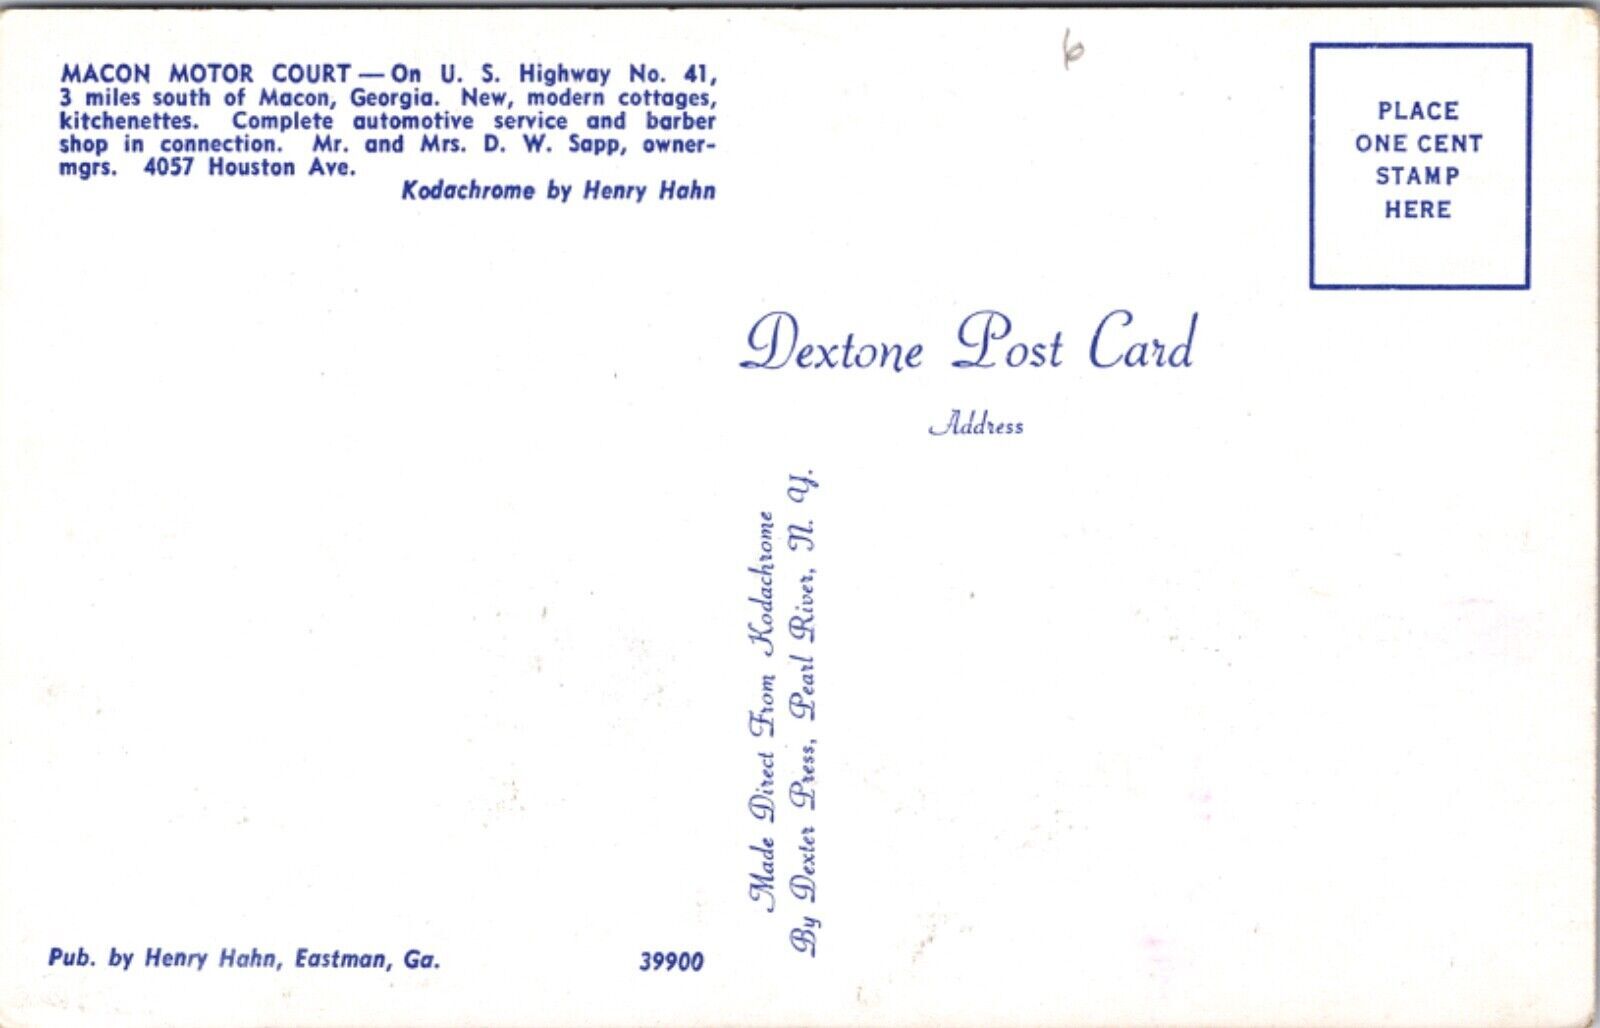 MACON MOTOR COURT — On U. S. Highway No. 41,
3 miles south of Macon, Georgia. New, modern cottages,
kitchenettes. Complete automotive service and barber
shop in connection. Mr. and Mrs. D. W. Sapp, owner-
mgrs. 4057 Houston Ave.
Kodachrome by Henry Hahn
6
PLACE
ONE CENT
STAMP
HERE
Dextone Post Card
Address
Made Direct From Kodachrome
By Dexter Press, Pearl River, N. Y.
Pub. by Henry Hahn, Eastman, Ga.
39900